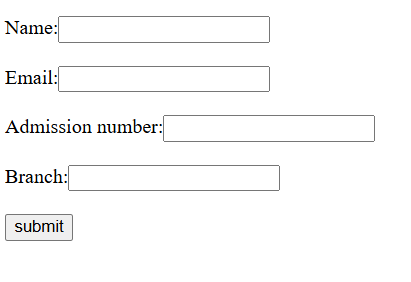 Name:
Email:
Admission number:
Branch:
submit